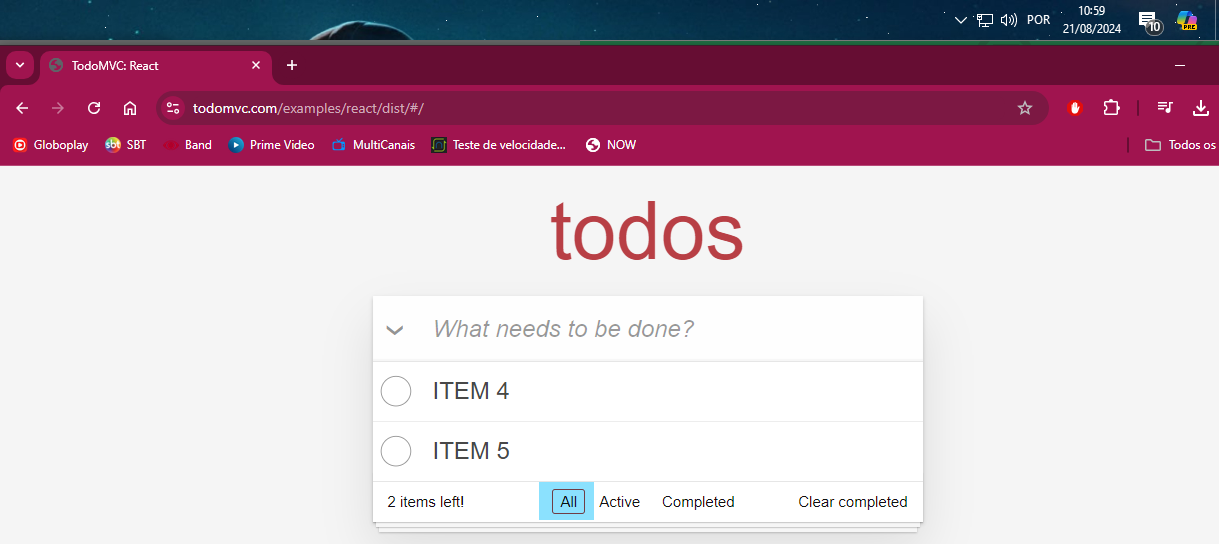 POR
10:59
21/08/2024
10
PRE
TodoMVC: React
todomvc.com/examples/react/dist/#/
Globoplay
sbt SBT
Band
Prime Video
MultiCanais
Teste de velocidade...
NOW
Todos os
todos
What needs to be done?
ITEM 4
ITEM 5
2 items left!
All
Active
Completed
Clear completed